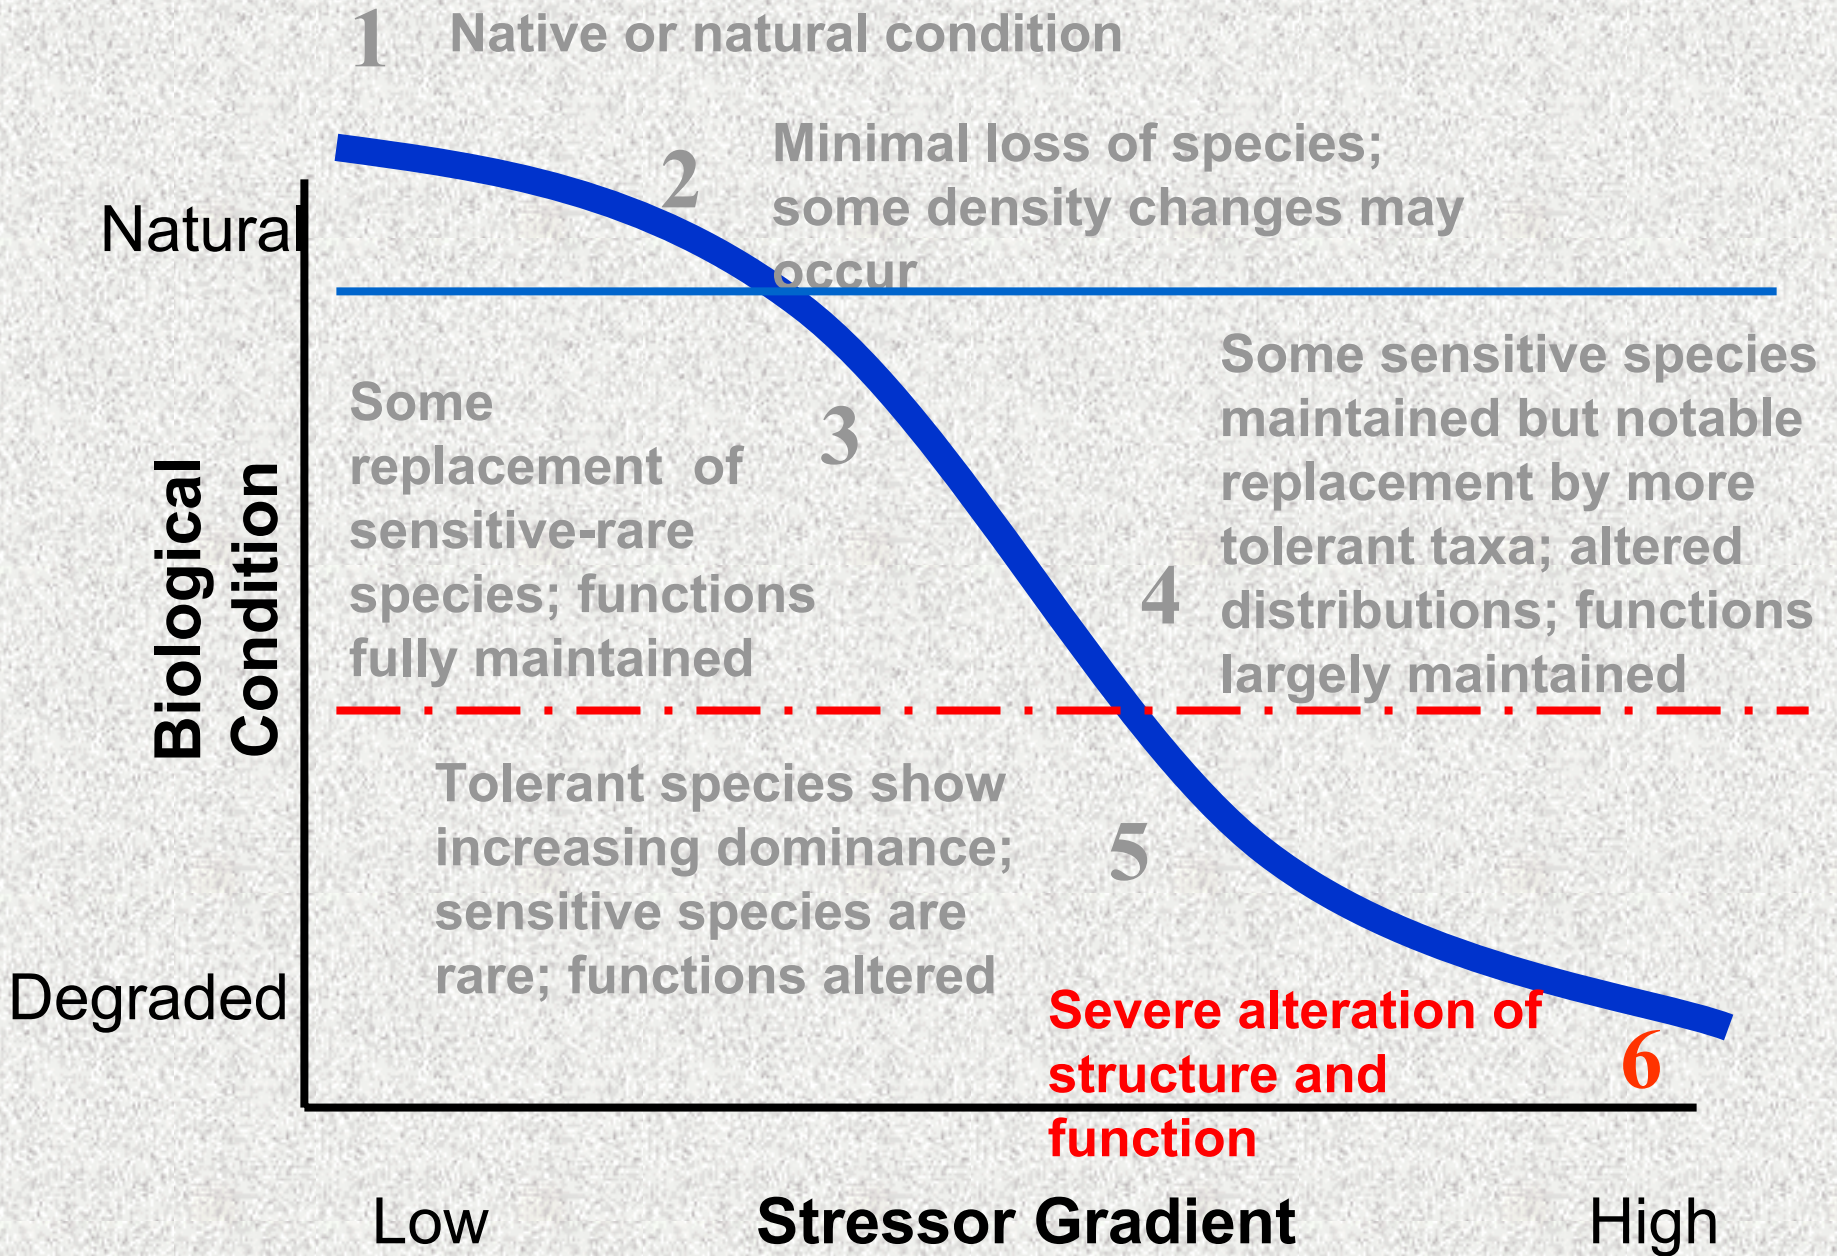 1 Native or natural condition
2 Minimal loss of species;
some density changes may
occur
Natural
Some
replacement of
sensitive-rare
species; functions
fully maintained
3
Some sensitive species
maintained but notable
replacement by more
tolerant taxa; altered
distributions; functions
largely maintained
4
Biological
Condition
Tolerant species show
increasing dominance;
sensitive species are
rare; functions altered
5
Degraded
Severe alteration of
structure and
function
6
Low Stressor Gradient High